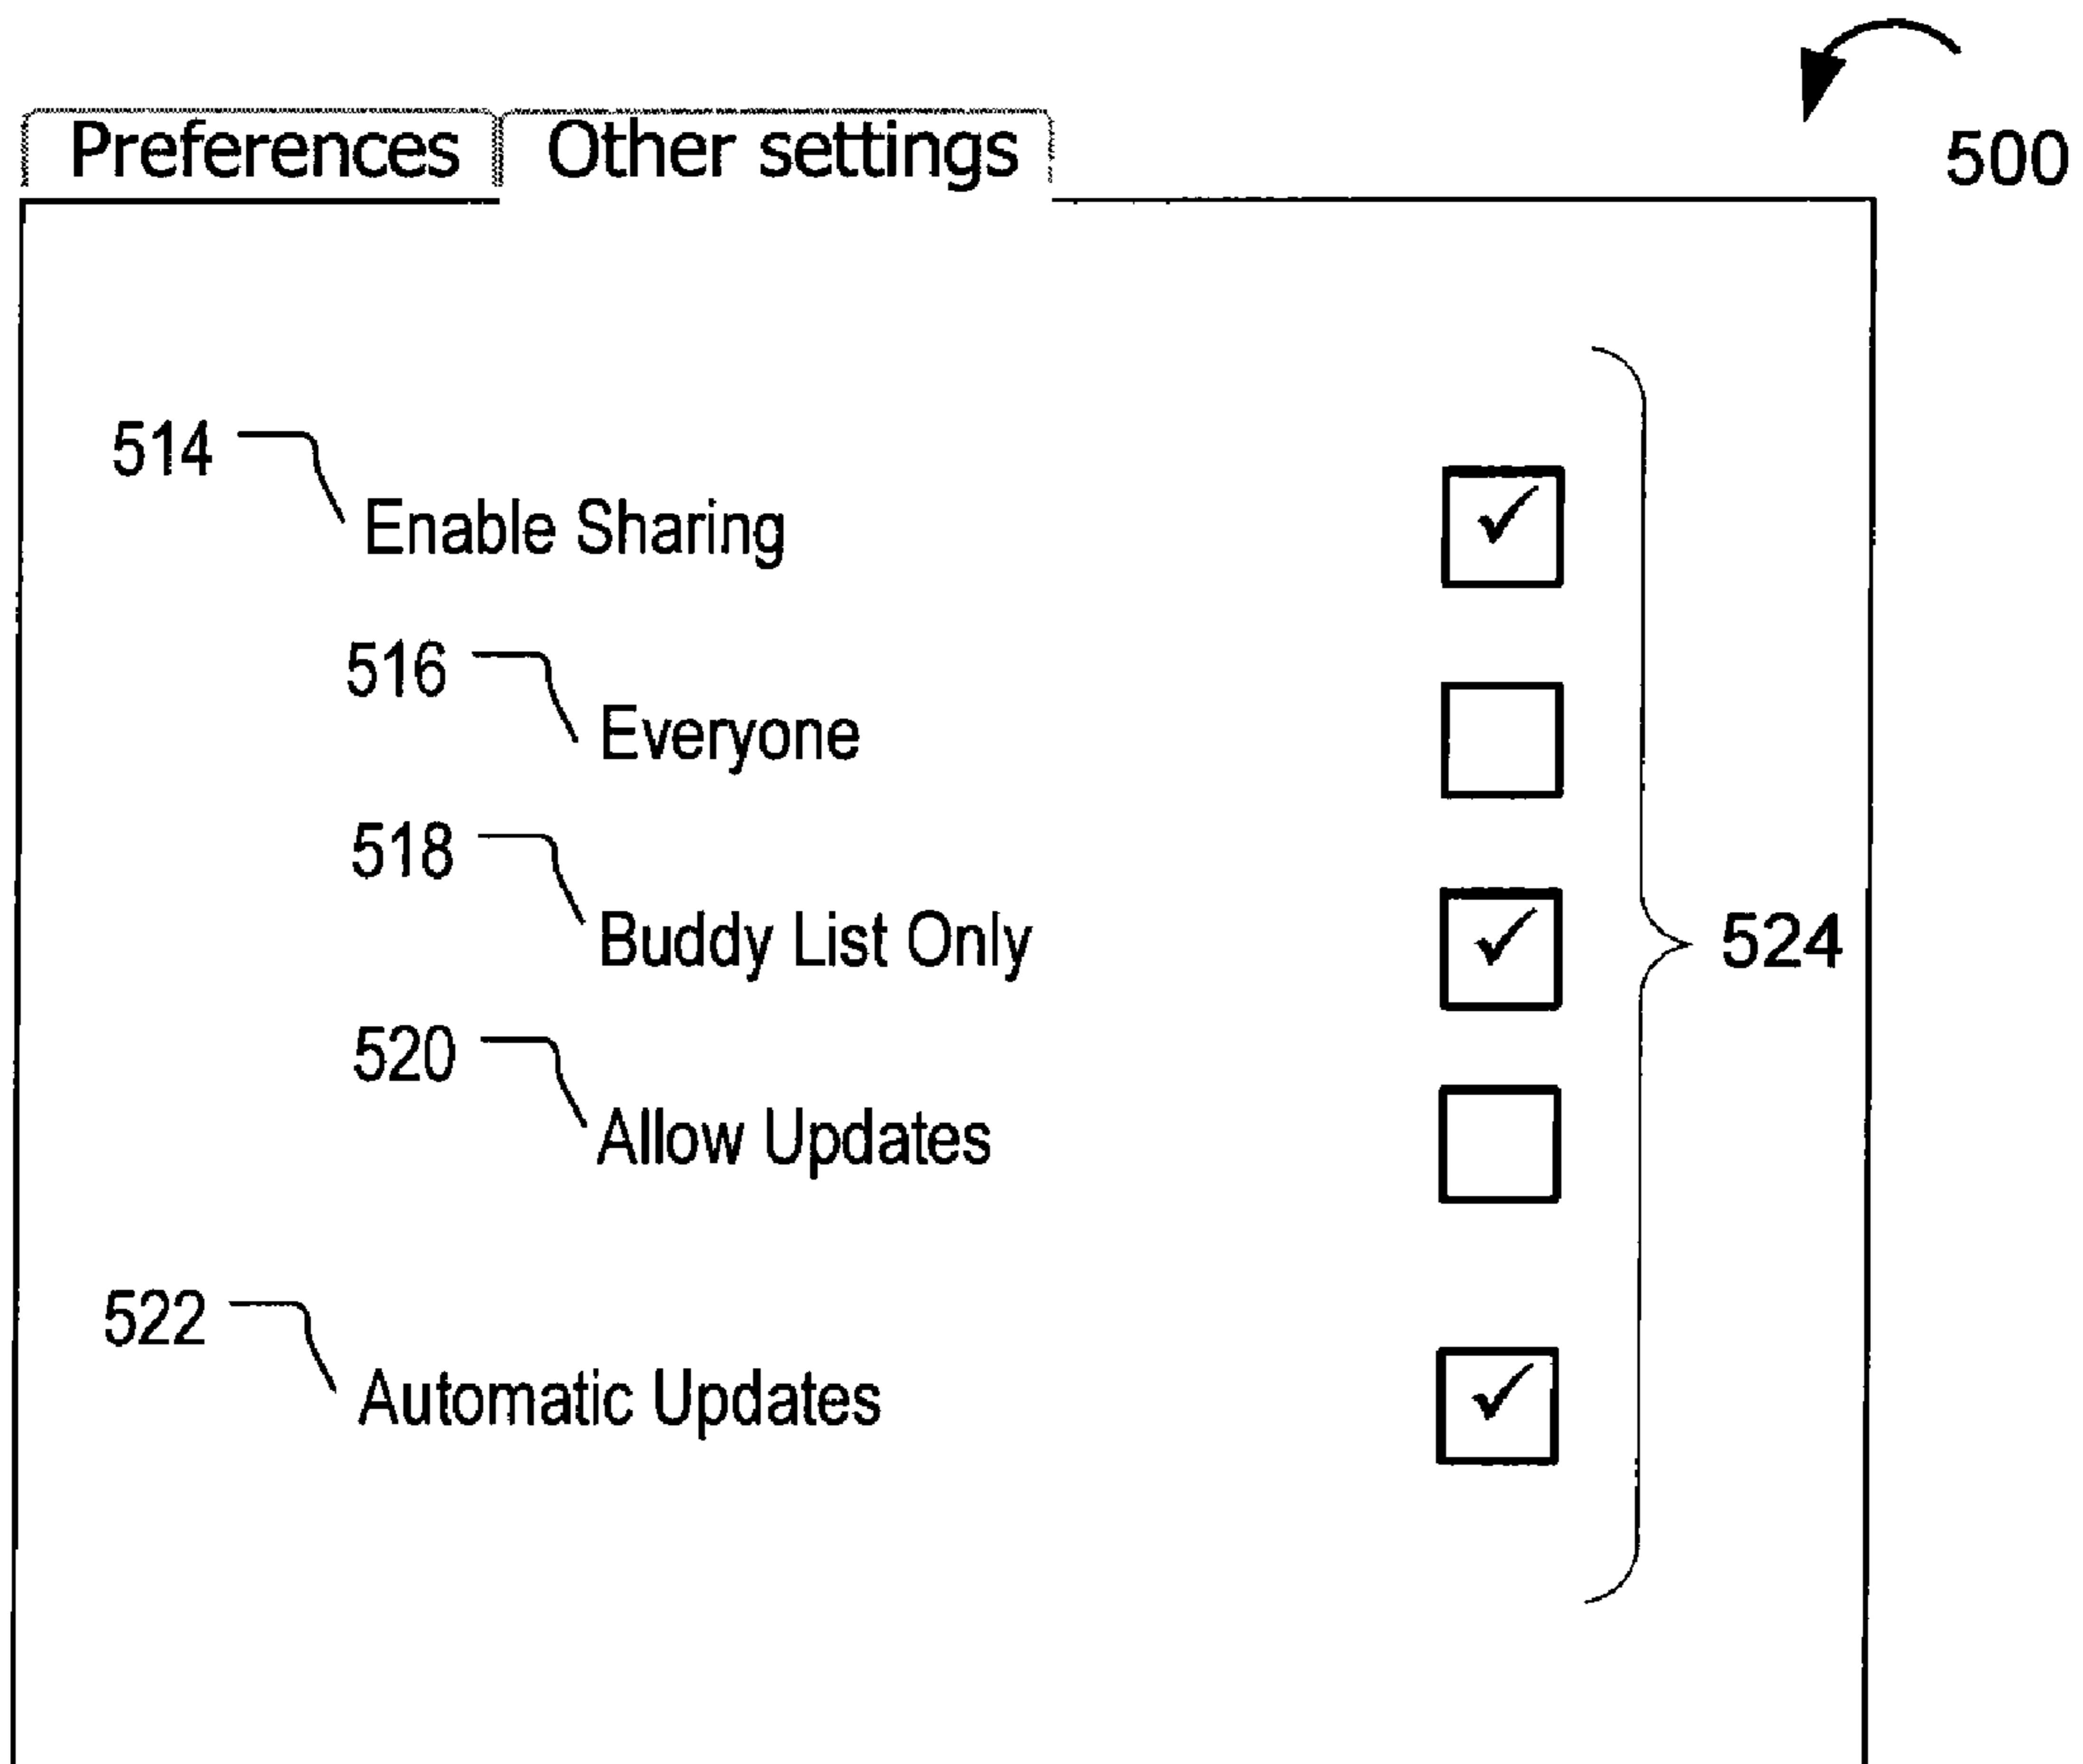 500
Preferences Other settings
514
Enable Sharing
516
Everyone
518
Buddy List Only
524
520
Allow Updates
522
Automatic Updates